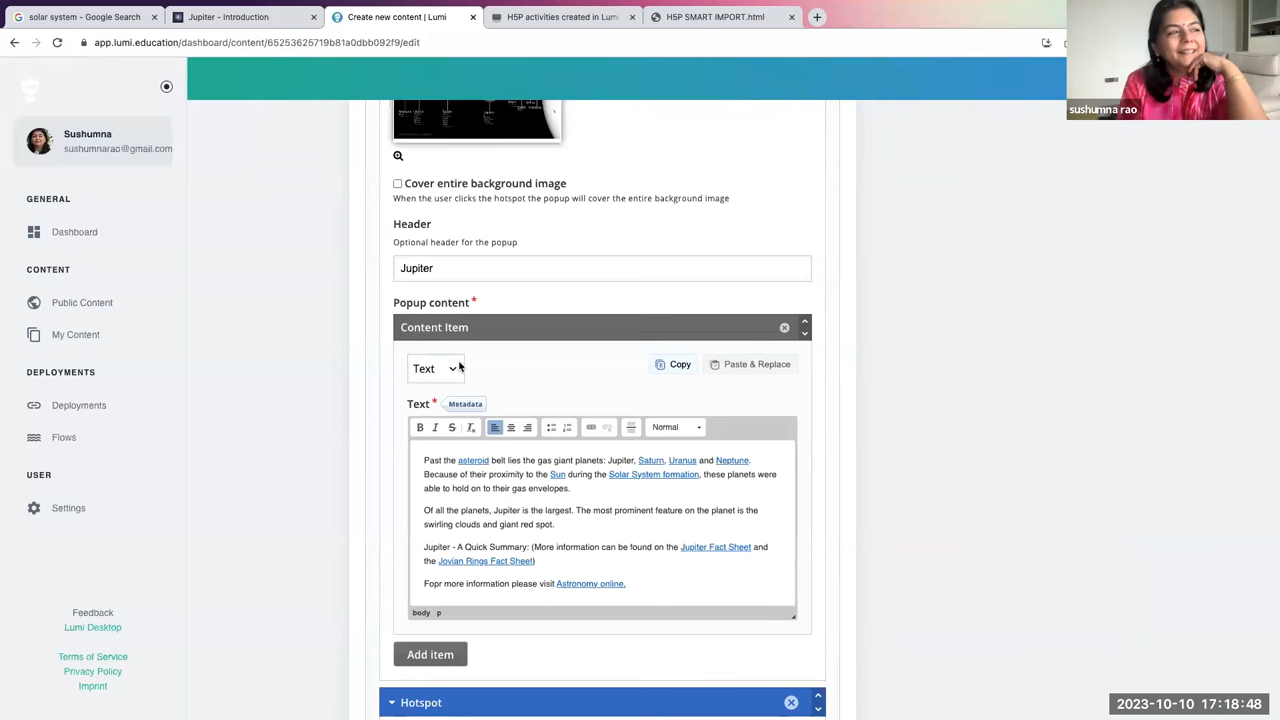 solar system - Google Search
Jupiter - Introduction
Create new content | Lumi
H5P activities created in Lumi
H5P SMART IMPORT.html
app.lumi.education/dashboard/content/65253625719b81a0dbb092f9/edit
sushumna rao
Sushumna
sushumnarao@gmail.com
GENERAL
Dashboard
CONTENT
Public Content
My Content
DEPLOYMENTS
Deployments
Flows
USER
Settings
Feedback
Lumi Desktop
Terms of Service
Privacy Policy
Imprint
Cover entire background image
When the user clicks the hotspot the popup will cover the entire background image
Header
Optional header for the popup
Jupiter
Popup content *
Content Item
Text
Copy
Paste & Replace
Text * Metadata
B I S Tx Normal
Past the asteroid belt lies the gas giant planets: Jupiter, Saturn, Uranus and Neptune.
Because of their proximity to the Sun during the Solar System formation, these planets were
able to hold on to their gas envelopes.
Of all the planets, Jupiter is the largest. The most prominent feature on the planet is the
swirling clouds and giant red spot.
Jupiter - A Quick Summary: (More information can be found on the Jupiter Fact Sheet and
the Jovian Rings Fact Sheet)
Fopr more information please visit Astronomy online.
body p
Add item
Hotspot
2023-10-10 17:18:48